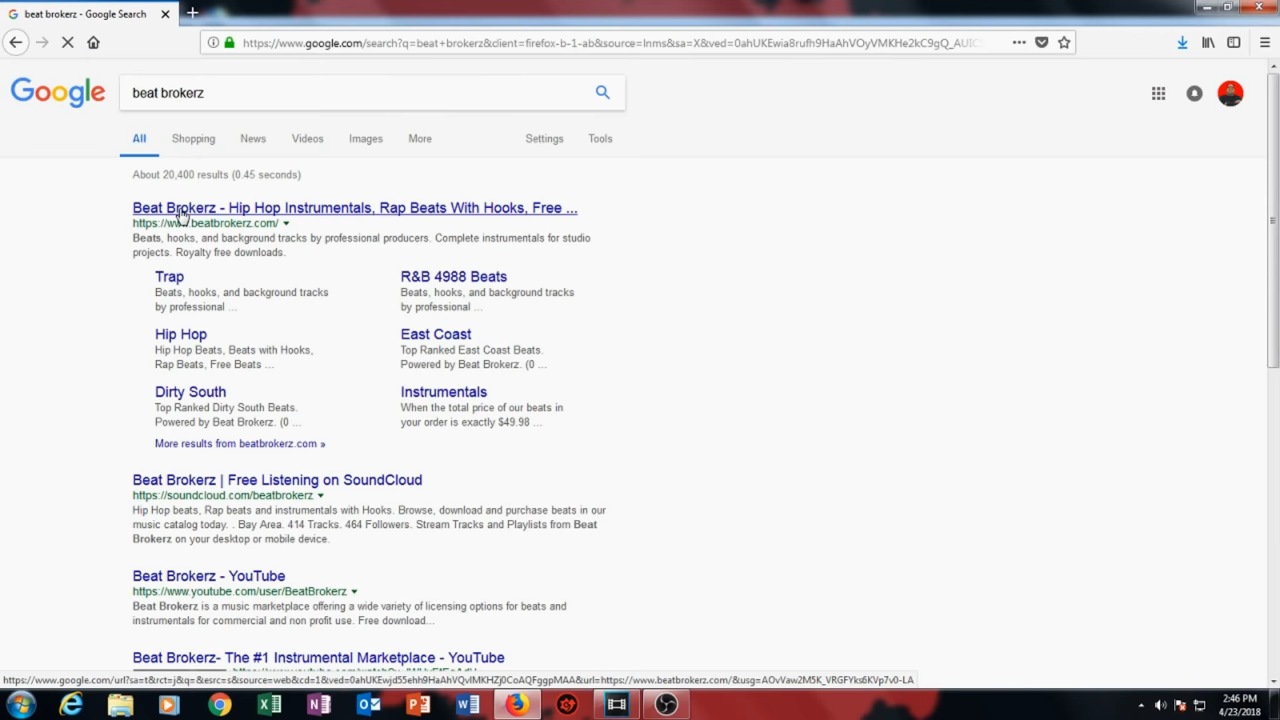 beat brokerz - Google Search
https://www.google.com/search?q=beat+brokerz&client=firefox-b-1-ab&source=lnms&sa=X&ved=0ahUKEwia8rufh9HaAhVOyVMKHe2kC9gQ_AUIC
Google
beat brokerz
All Shopping News Videos Images More Settings Tools
About 20,400 results (0.45 seconds)
Beat Brokerz - Hip Hop Instrumentals, Rap Beats With Hooks, Free ...
https://www.beatbrokerz.com/
Beats, hooks, and background tracks by professional producers. Complete instrumentals for studio
projects. Royalty free downloads.
Trap
Beats, hooks, and background tracks
by professional ...
R&B 4988 Beats
Beats, hooks, and background tracks
by professional ...
Hip Hop
Hip Hop Beats, Beats with Hooks,
Rap Beats, Free Beats ...
East Coast
Top Ranked East Coast Beats.
Powered by Beat Brokerz. (0 ...
Dirty South
Top Ranked Dirty South Beats.
Powered by Beat Brokerz. (0 ...
Instrumentals
When the total price of our beats in
your order is exactly $49.98 ...
More results from beatbrokerz.com »
Beat Brokerz | Free Listening on SoundCloud
https://soundcloud.com/beatbrokerz
Hip Hop beats, Rap beats and instrumentals with Hooks. Browse, download and purchase beats in our
music catalog today. . Bay Area. 414 Tracks. 464 Followers. Stream Tracks and Playlists from Beat
Brokerz on your desktop or mobile device.
Beat Brokerz - YouTube
https://www.youtube.com/user/BeatBrokerz
Beat Brokerz is a music marketplace offering a wide variety of licensing options for beats and
instrumentals for commercial and non profit use. Free download...
Beat Brokerz- The #1 Instrumental Marketplace - YouTube
https://www.google.com/url?sa=t&rct=j&q=&esrc=s&source=web&cd=1&ved=0ahUKEwjd55ehh9HaAhVQvlMKHZj0CoAQFggpMAA&url=https://www.beatbrokerz.com/&usg=AOvVaw2M5K_VRGFYks6KVp7v0-LA
2:46 PM
4/23/2018